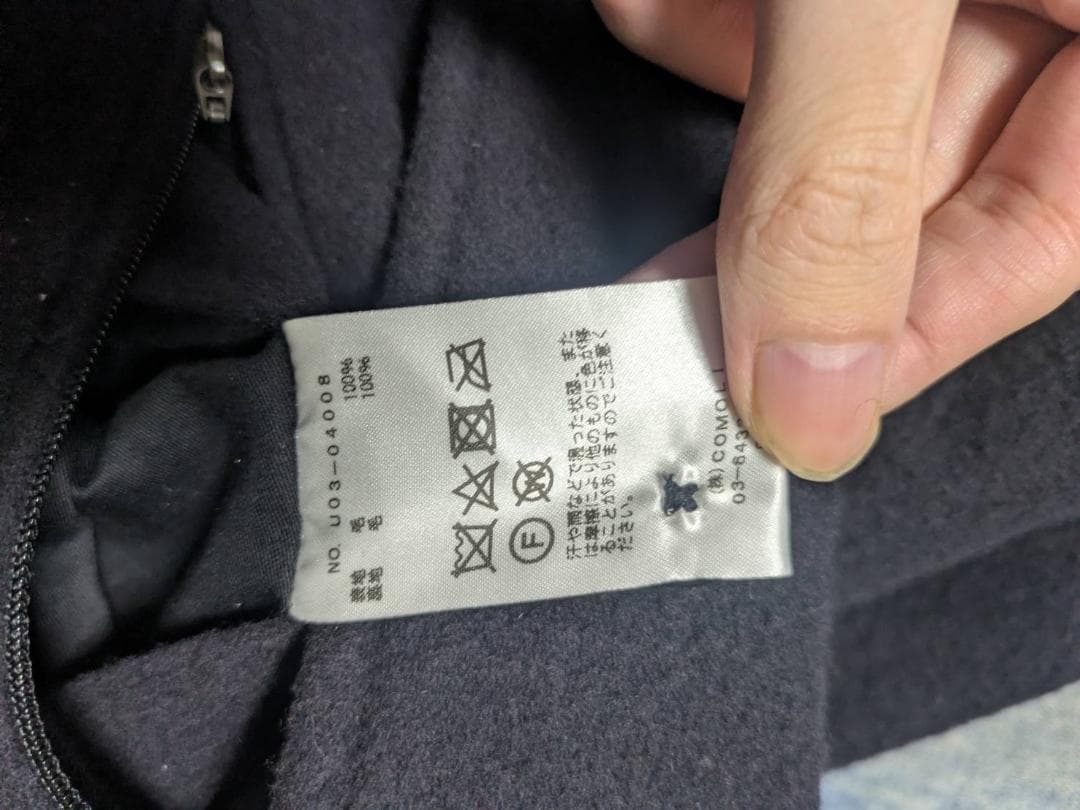 NO. U03-04008
表地 毛 100%
裏地 毛 100%
F
W
汗や雨などで湿った状態、また
は摩擦により他のものに色が移
ることがありますのでご注意く
ださい。
(株)COMOLI
03-643